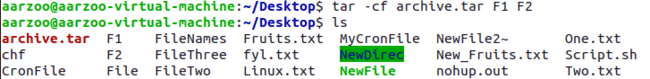 aarzoo@aarzoo-virtual-machine:~/Desktop$ tar -cf archive.tar F1 F2
aarzoo@aarzoo-virtual-machine:~/Desktop$ ls
archive.tar F1 FileNames Fruits.txt MyCronFile NewFile2~ One.txt
chf F2 FileThree fyl.txt NewDirec New_Fruits.txt Script.sh
CronFile File FileTwo Linux.txt NewFile nohup.out Two.txt